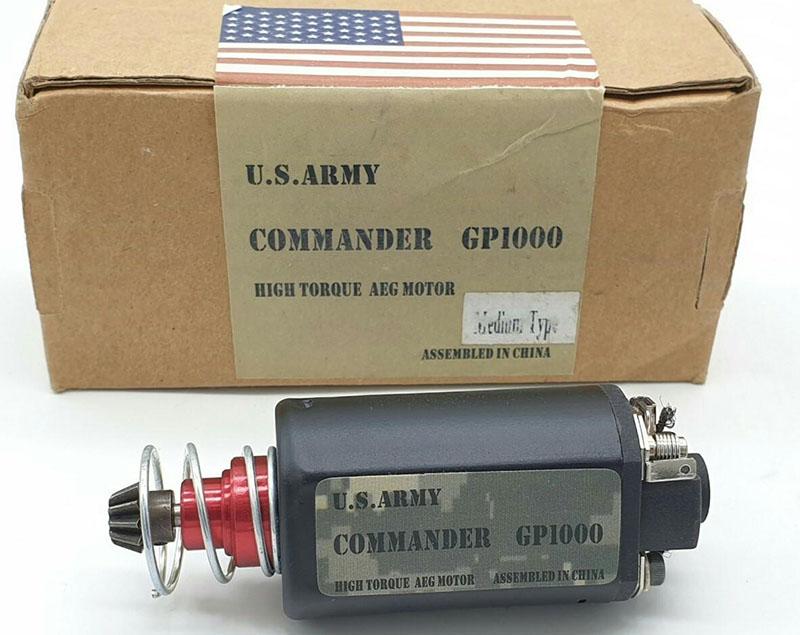 U.S.ARMY
COMMANDER GP1000
HIGH TORQUE AEG MOTOR
Medium Type
ASSEMBLED IN CHINA
U.S.ARMY
COMMANDER GP1000
HIGH TORQUE AEG MOTOR ASSEMBLED IN CHINA